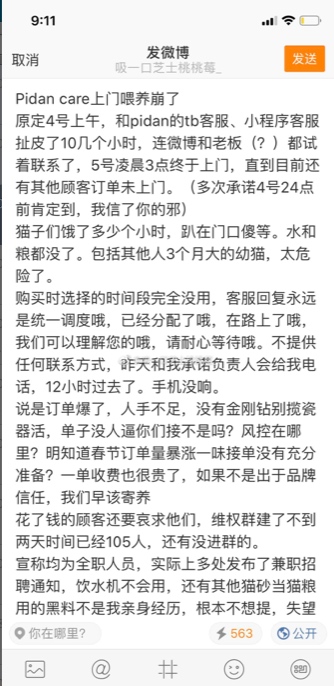 9:11
取消
发微博
吸一口芝士桃桃莓_
发送
Pidan care上门喂养崩了
原定4号上午，和pidan的tb客服、小程序客服
扯皮了10几个小时，连微博和老板（？）都试
着联系了，5号凌晨3点终于上门，直到目前还
有其他顾客订单未上门。（多次承诺4号24点
前肯定到，我信了你的邪）
猫子们饿了多少个小时，趴在门口傻等。水和
粮都没了。包括其他人3个月大的幼猫，太危
险了。
购买时选择的时间段完全没用，客服回复永远
是统一调度哦，已经分配了哦，在路上了哦，
我们可以理解您的哦，请耐心等待哦。不提供
任何联系方式，昨天和我承诺负责人会给我电
话，12小时过去了。手机没响。
说是订单爆了，人手不足，没有金刚钻别揽瓷
器活，单子没人逼你们接不是吗？风控在哪
里？明知道春节订单量暴涨一味接单没有充分
准备？一单收费也很贵了，如果不是出于品牌
信任，我们早该寄养
花了钱的顾客还要哀求他们，维权群建了不到
两天时间已经105人，还有没进群的。
宣称均为全职人员，实际上多处发布了兼职招
聘通知，饮水机不会用，还有其他猫砂当猫粮
用的黑料不是我亲身经历，根本不想提，失望
你在哪里？
563
公开